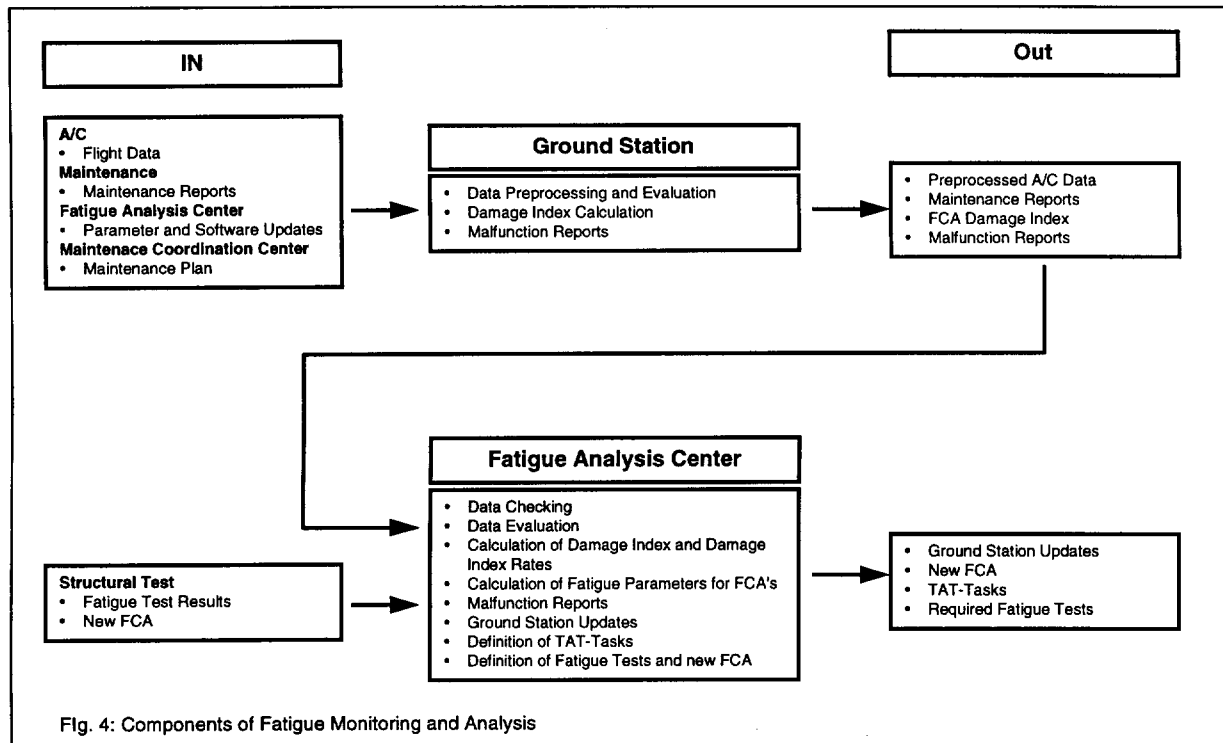 IN
Out
A/C
• Flight Data
Maintenance
• Maintenance Reports
Fatigue Analysis Center
• Parameter and Software Updates
Maintenace Coordination Center
• Maintenance Plan
Ground Station
• Data Preprocessing and Evaluation
• Damage Index Calculation
• Malfunction Reports
• Preprocessed A/C Data
• Maintenance Reports
• FCA Damage Index
• Malfunction Reports
Structural Test
• Fatigue Test Results
• New FCA
Fatigue Analysis Center
• Data Checking
• Data Evaluation
• Calculation of Damage Index and Damage
Index Rates
• Calculation of Fatigue Parameters for FCA's
• Malfunction Reports
• Ground Station Updates
• Definition of TAT-Tasks
• Definition of Fatigue Tests and new FCA
• Ground Station Updates
• New FCA
• TAT-Tasks
• Required Fatigue Tests
Fig. 4: Components of Fatigue Monitoring and Analysis